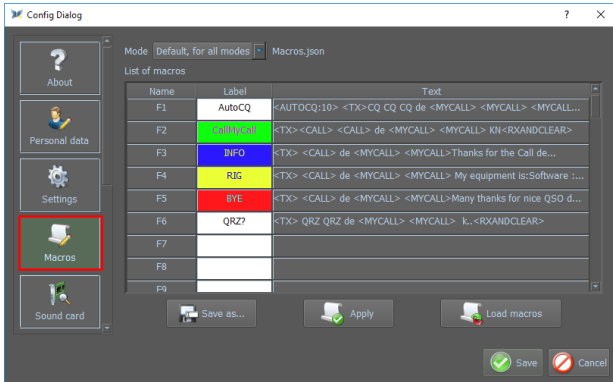 Config Dialog ? ×
About
Personal data
Settings
Macros
Sound card
Mode Default, for all modes Macros.json
List of macros
Name Label Text
F1 AutoCQ <AUTOCQ:10> <TX>CQ CQ CQ de <MYCALL> <MYCALL> <MYCALL...
F2 CallMyCall <TX><CALL> <CALL> de <MYCALL> <MYCALL> KN<RXANDCLEAR>
F3 INFO <TX> <CALL> de <MYCALL> <MYCALL>Thanks for the Call de...
F4 RIG <TX> <CALL> de <MYCALL> <MYCALL> My equipment is:Software :...
F5 BYE <TX> <CALL> de <MYCALL> <MYCALL>Many thanks for nice QSO d...
F6 QRZ? <TX> QRZ QRZ de <MYCALL> <MYCALL> k..<RXANDCLEAR>
F7
F8
F9
Save as... Apply Load macros
Save Cancel